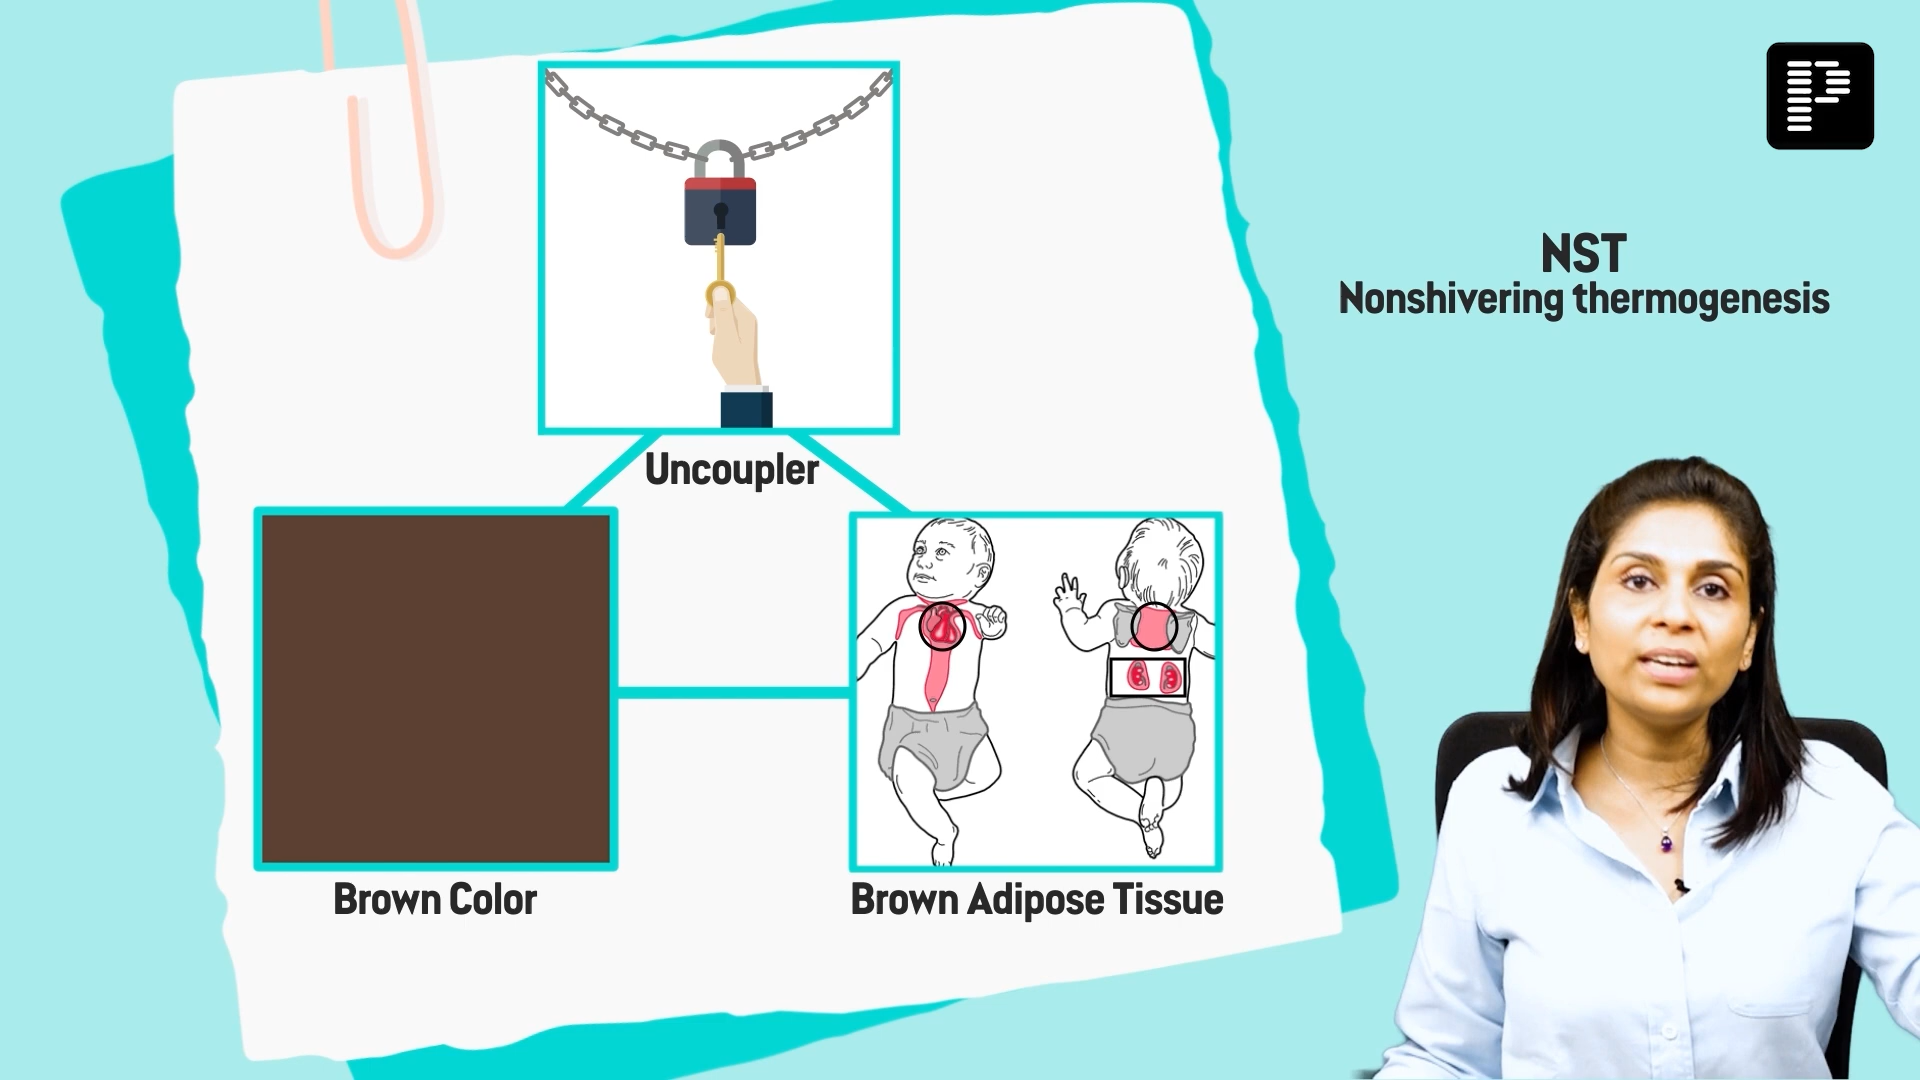 NST
Nonshivering thermogenesis
Uncoupler
Brown Color
Brown Adipose Tissue